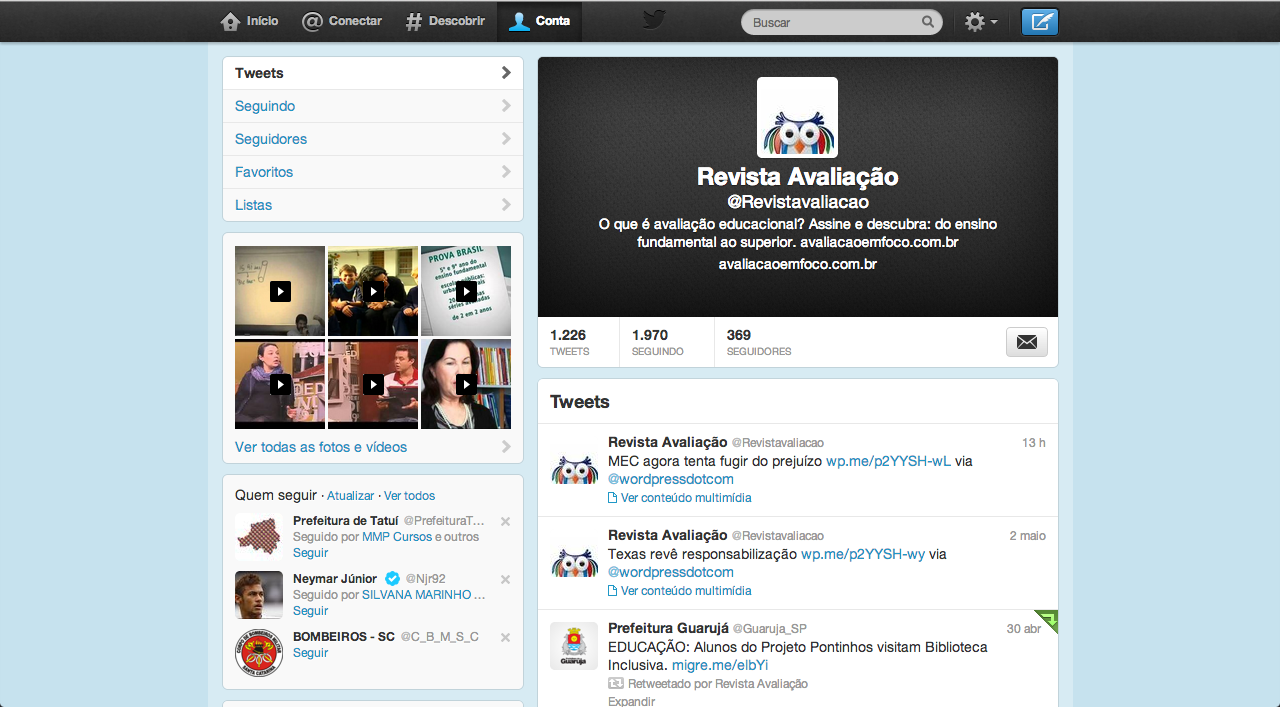 Início
Conectar
Descobrir
Conta
Buscar
Tweets
Seguindo
Seguidores
Favoritos
Listas
PROVA BRASIL
5º e 9º ano do
ensino fundamental
escolas públicas:
de 2 em 2 anos
Ver todas as fotos e vídeos
Quem seguir · Atualizar · Ver todos
Prefeitura de Tatuí @PrefeituraT...
Seguido por MMP Cursos e outros
Seguir
Neymar Júnior @Njr92
Seguido por SILVANA MARINHO ...
Seguir
BOMBEIROS - SC @C_B_M_S_C
Seguir
SANTA CATARINA
Revista Avaliação
@Revistavaliacao
O que é avaliação educacional? Assine e descubra: do ensino
fundamental ao superior. avaliacaoemfoco.com.br
avaliacaoemfoco.com.br
1.226
TWEETS
1.970
SEGUINDO
369
SEGUIDORES
Tweets
Revista Avaliação @Revistavaliacao 13 h
MEC agora tenta fugir do prejuízo wp.me/p2YYSH-wL via
@wordpressdotcom
Ver conteúdo multimídia
Revista Avaliação @Revistavaliacao 2 maio
Texas revê responsabilização wp.me/p2YYSH-wy via
@wordpressdotcom
Ver conteúdo multimídia
Guarujá
Prefeitura Guarujá @Guaruja_SP 30 abr
EDUCAÇÃO: Alunos do Projeto Pontinhos visitam Biblioteca
Inclusiva. migre.me/elbYi
Retweetado por Revista Avaliação
Expandir